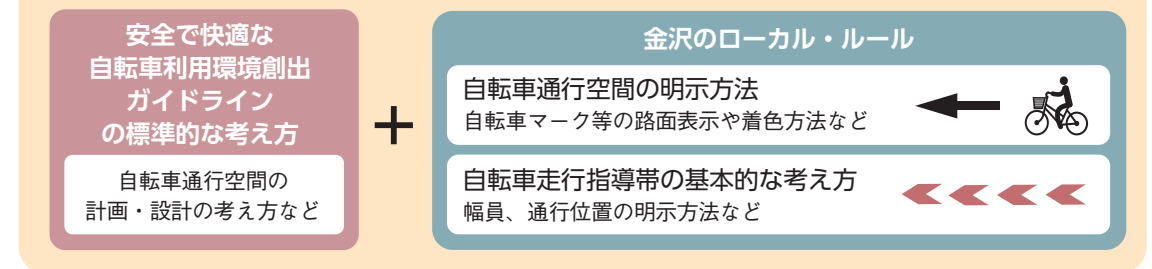 安全で快適な
自転車利用環境創出
ガイドライン
の標準的な考え方
自転車通行空間の
計画・設計の考え方など
+
金沢のローカル・ルール
自転車通行空間の明示方法
自転車マーク等の路面表示や着色方法など
自転車走行指導帯の基本的な考え方
幅員、通行位置の明示方法など